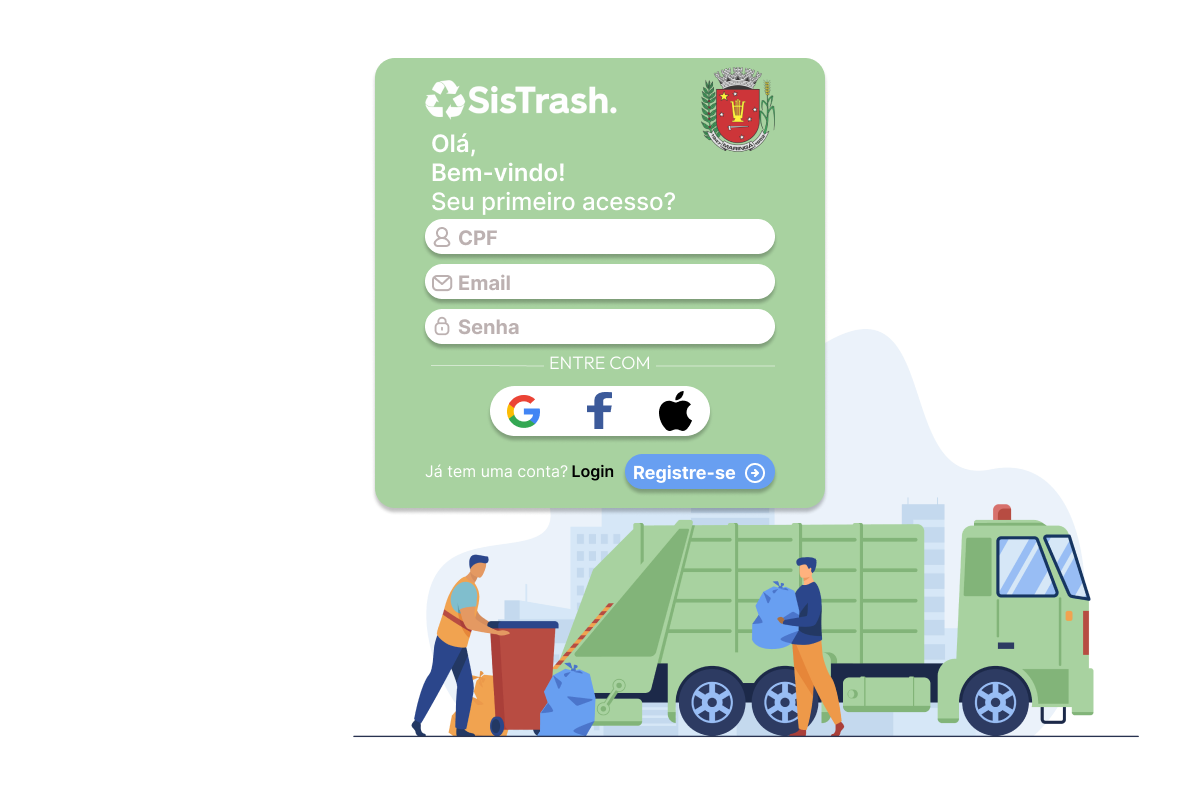 SisTrash.
MARINGÁ
Olá,
Bem-vindo!
Seu primeiro acesso?
CPF
Email
Senha
ENTRE COM
Já tem uma conta? Login
Registre-se